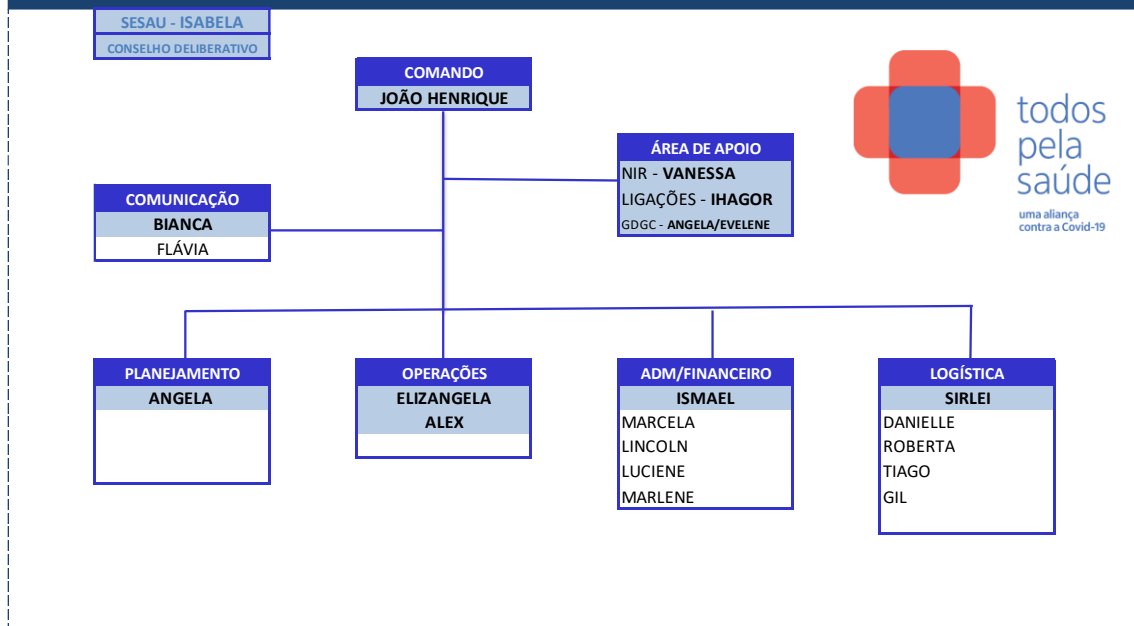 SESAU - ISABELA
CONSELHO DELIBERATIVO
COMANDO
JOÃO HENRIQUE
todos
pela
saúde
uma aliança
contra a Covid-19
ÁREA DE APOIO
NIR - VANESSA
LIGAÇÕES - IHAGOR
GDGC - ANGELA/EVELENE
COMUNICAÇÃO
BIANCA
FLÁVIA
PLANEJAMENTO
ANGELA
OPERAÇÕES
ELIZANGELA
ALEX
ADM/FINANCEIRO
ISMAEL
MARCELA
LINCOLN
LUCIENE
MARLENE
LOGÍSTICA
SIRLEI
DANIELLE
ROBERTA
TIAGO
GIL